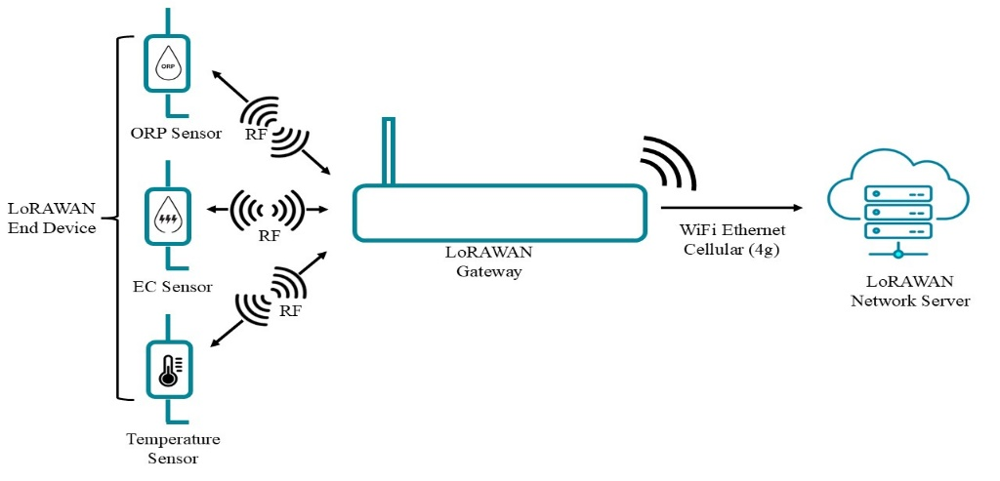 ORP
ORP Sensor
RF
LoRAWAN
End Device
EC Sensor
RF
Temperature
Sensor
RF
LoRAWAN
Gateway
WiFi Ethernet
Cellular (4g)
LoRAWAN
Network Server